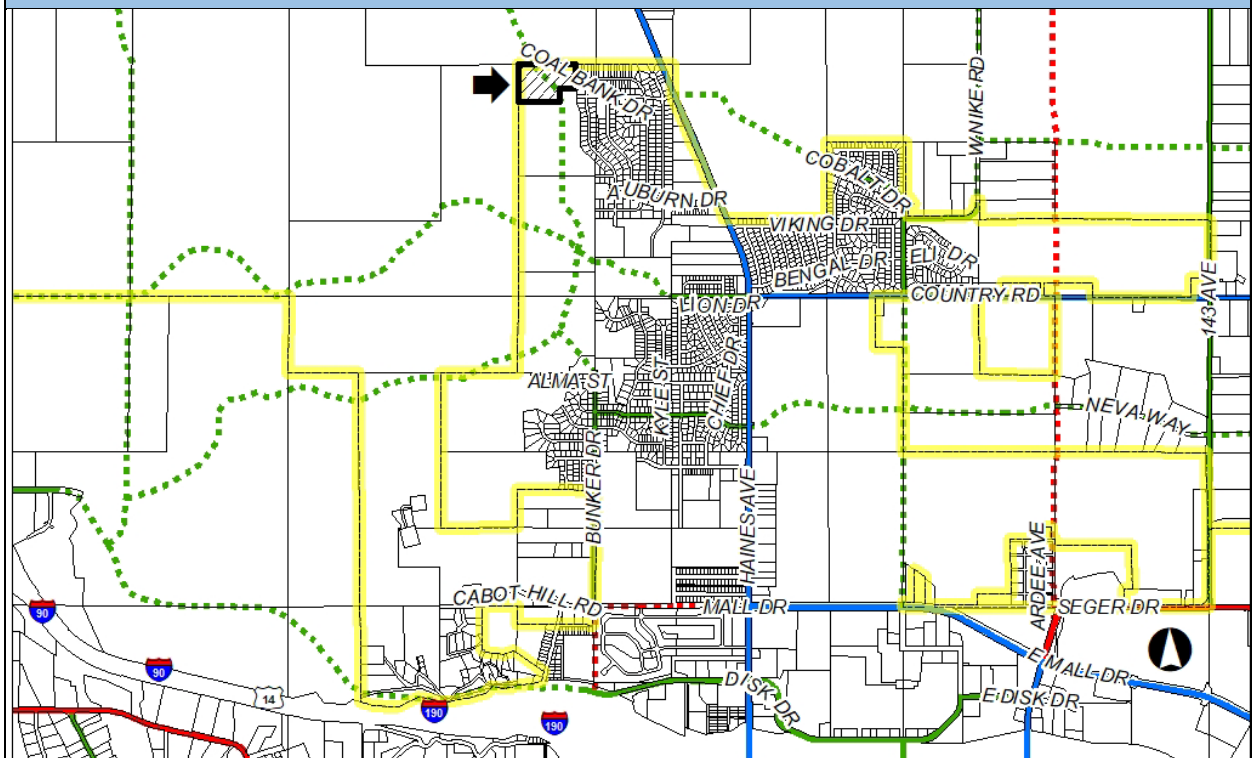 COAL BANK DR
W NIKE RD
COBALT DR
AUBURN DR
VIKING DR
ELI DR
BENGAL DR
COUNTRY RD
LION DR
143 AVE
KYLE ST
CHIEF DR
ALMA ST
NEVA WAY
BUNKER DR
HAINES AVE
ARDEE AVE
CABOT HILL RD
MALL DR
SEGER DR
90
90
E MALL DR
14
DISK DR
E DISK DR
190
190